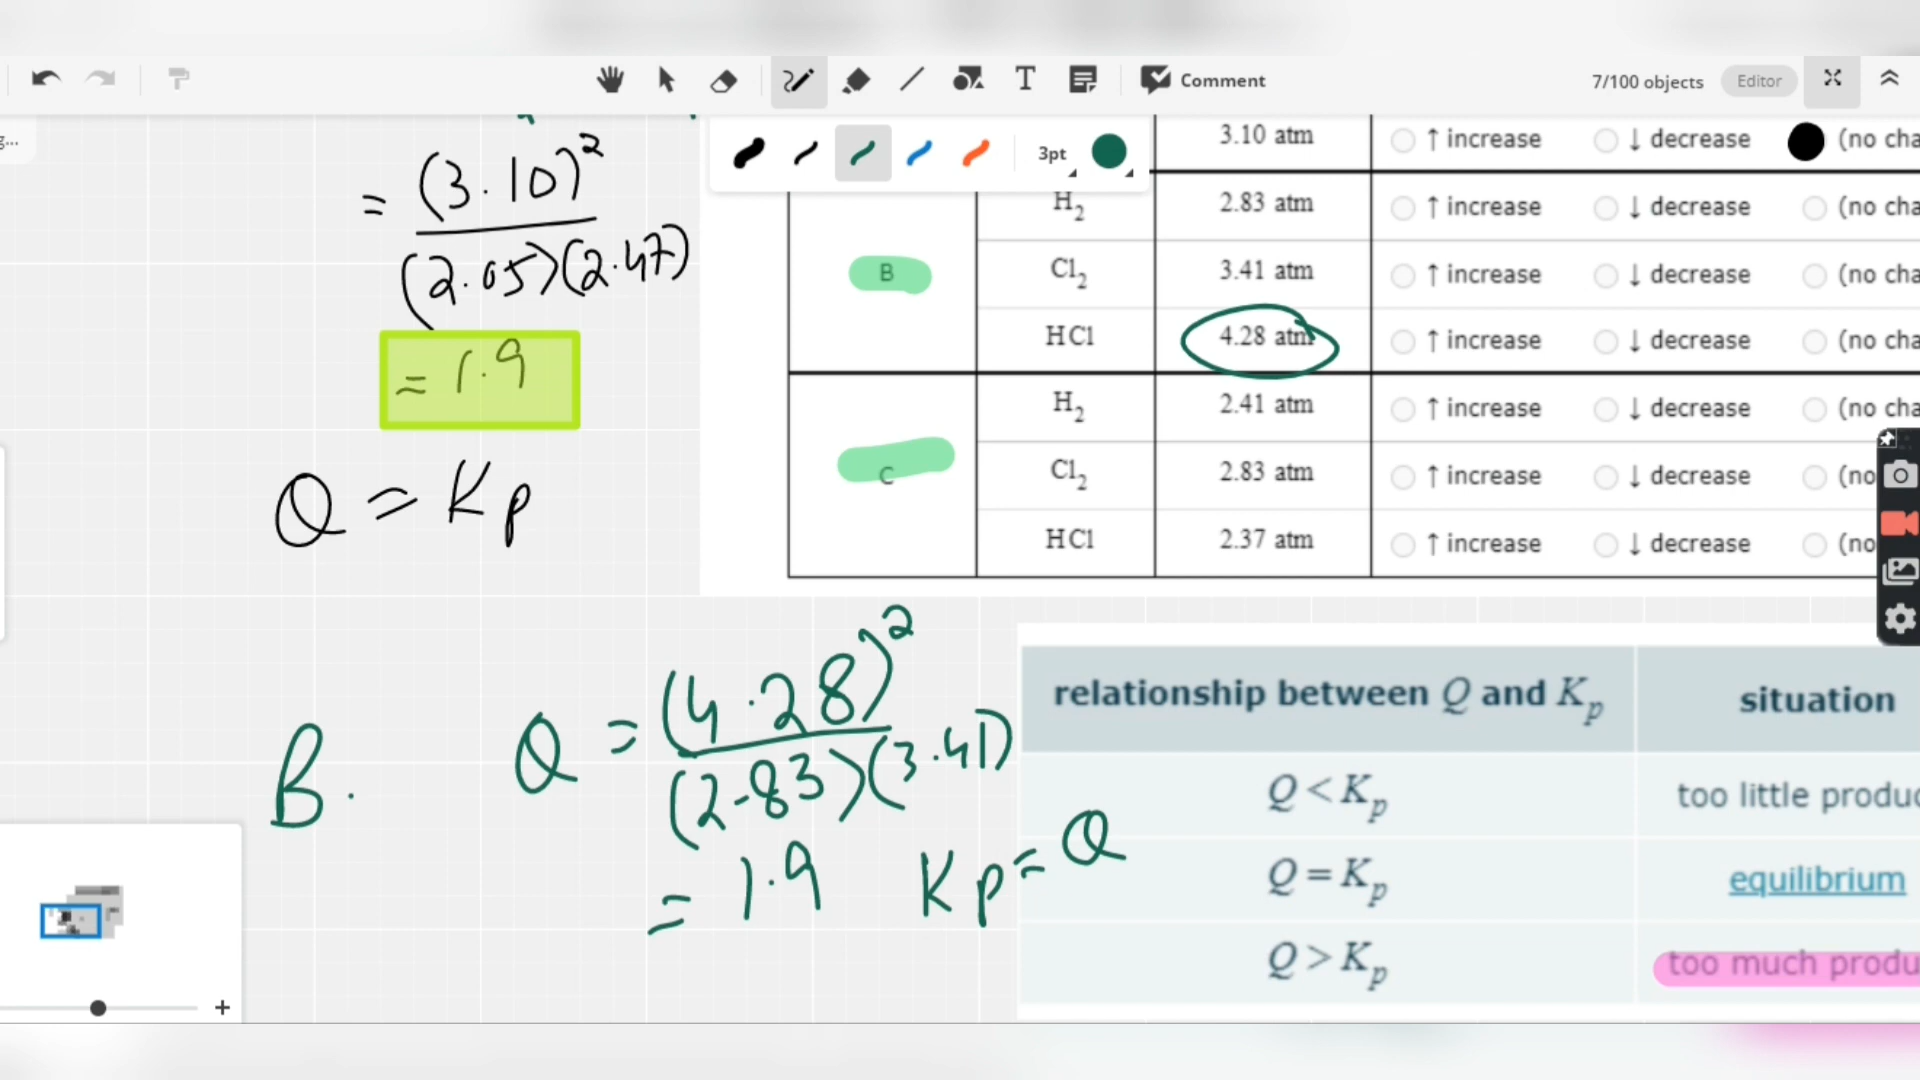 Comment
7/100 objects
Editor
g...
3pt
3.10 atm ↑ increase ↓ decrease (no cha
H₂ 2.83 atm ↑ increase ↓ decrease (no cha
B Cl₂ 3.41 atm ↑ increase ↓ decrease (no cha
HCl 4.28 atm ↑ increase ↓ decrease (no cha
H₂ 2.41 atm ↑ increase ↓ decrease (no cha
C Cl₂ 2.83 atm ↑ increase ↓ decrease (no
HCl 2.37 atm ↑ increase ↓ decrease (no
= (3.10)²
(2.05)(2.47)
= 1.9
Q = Kp
B. Q = (4.28)²
(2.83)(3.41)
= 1.9 Kp = Q
relationship between Q and Kp situation
Q < Kp too little produc
Q = Kp equilibrium
Q > Kp too much produ